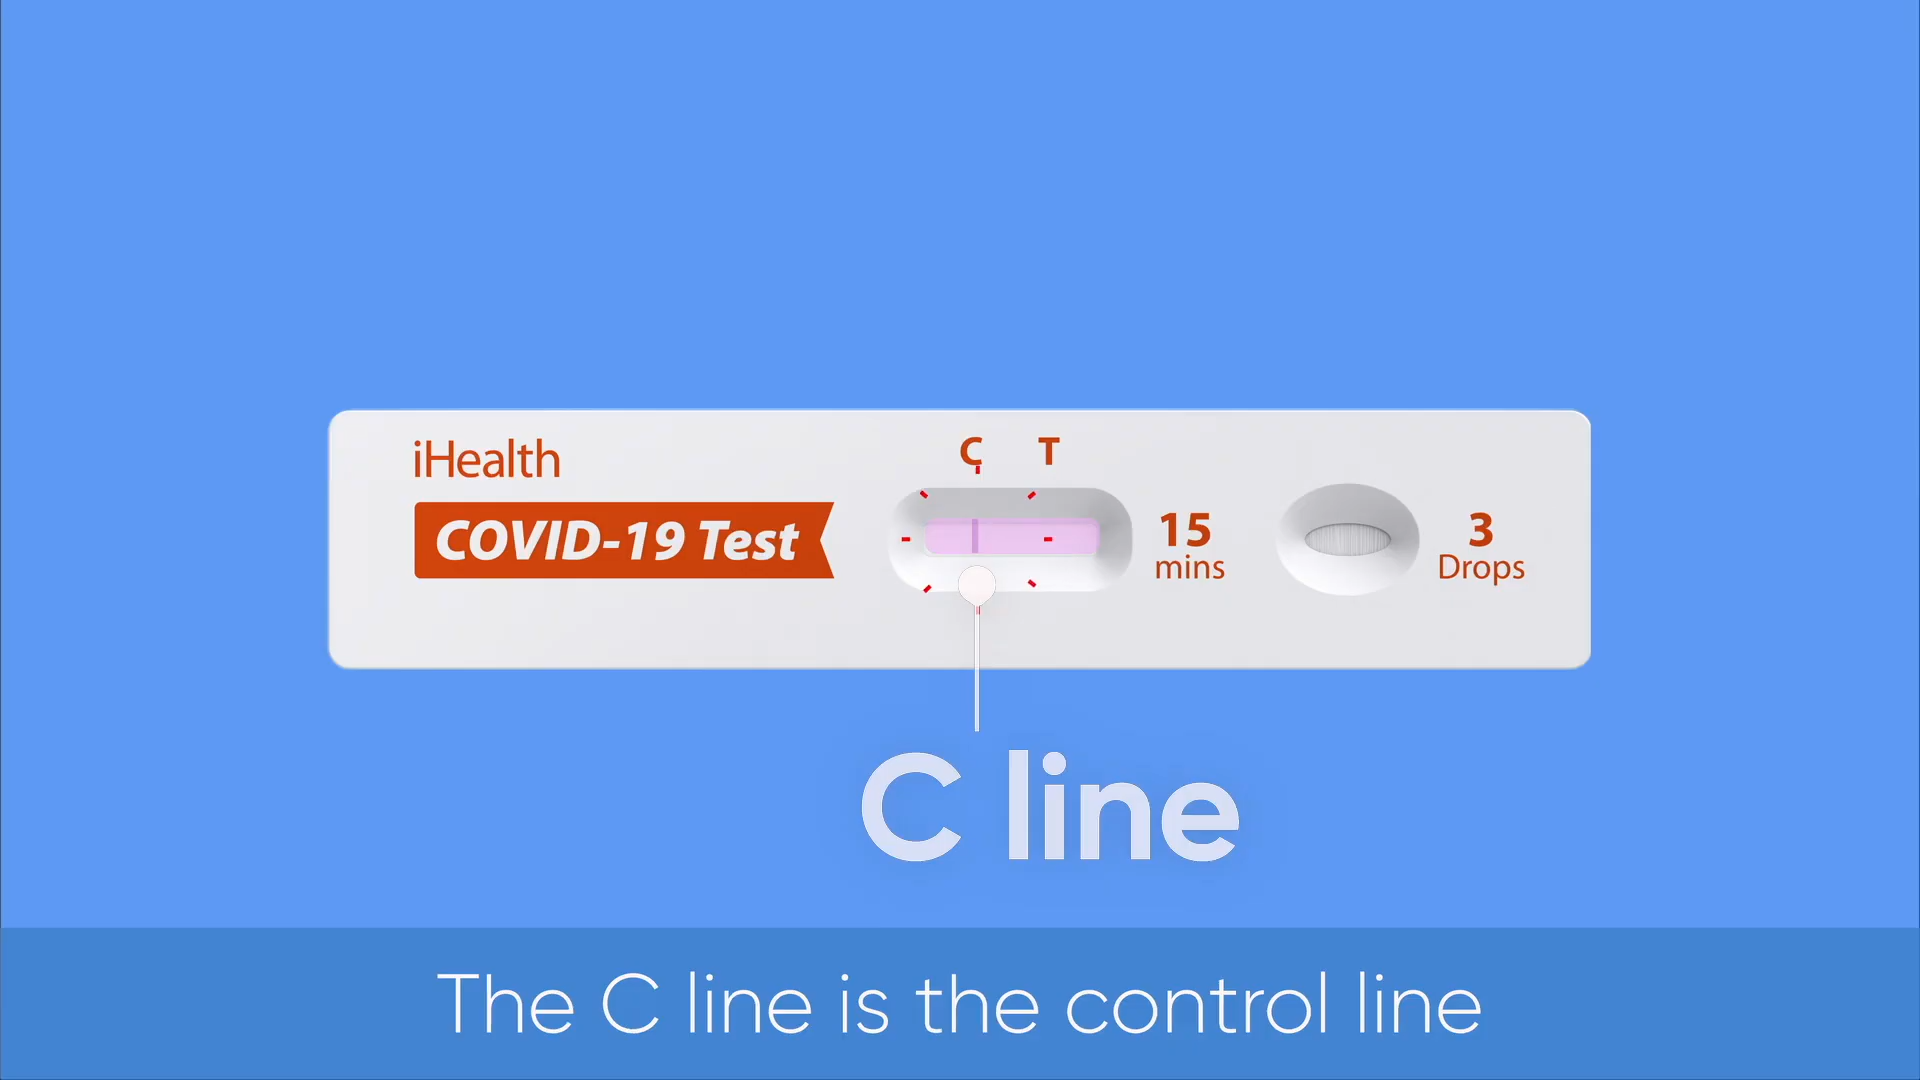 iHealth
COVID-19 Test
C T
15
mins
3
Drops
C line
The C line is the control line